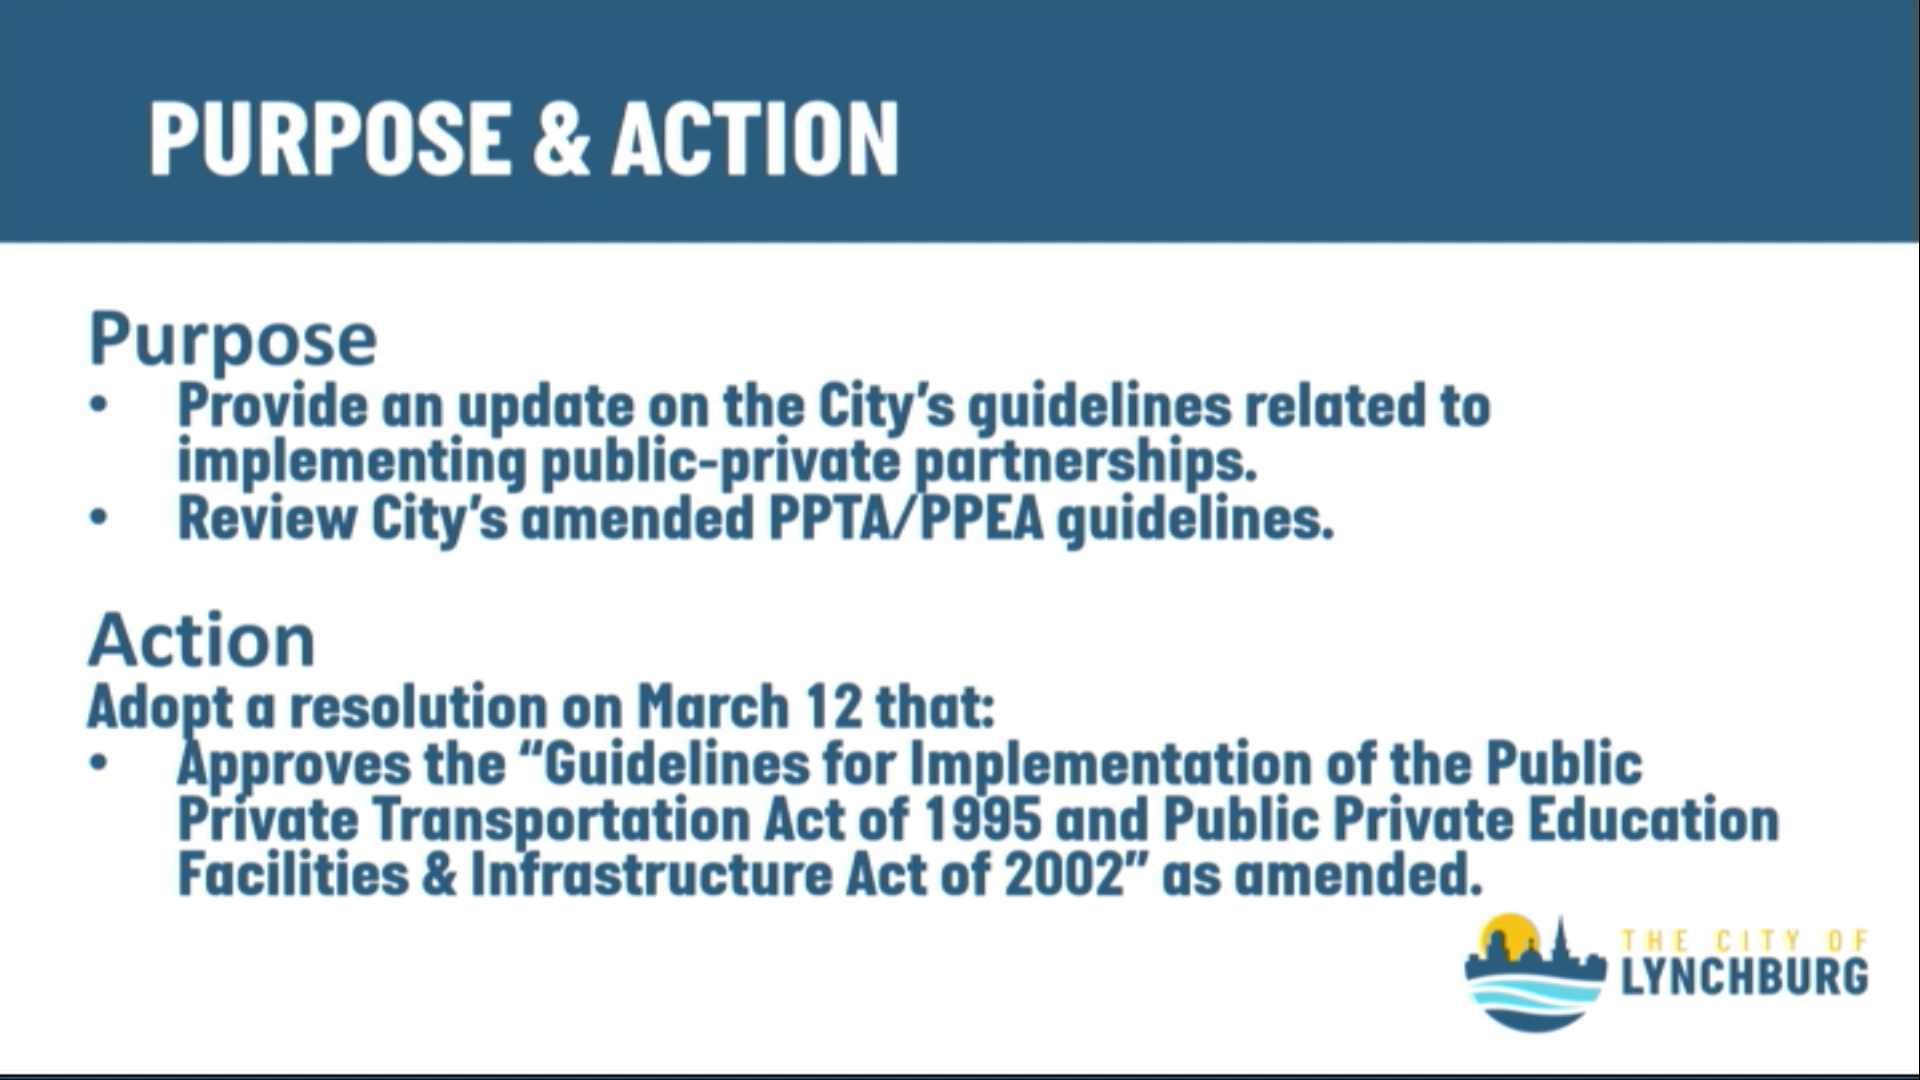 PURPOSE & ACTION
Purpose
• Provide an update on the City’s guidelines related to
implementing public-private partnerships.
• Review City’s amended PPTA/PPEA guidelines.
Action
Adopt a resolution on March 12 that:
• Approves the “Guidelines for Implementation of the Public
Private Transportation Act of 1995 and Public Private Education
Facilities & Infrastructure Act of 2002” as amended.
THE CITY OF
LYNCHBURG